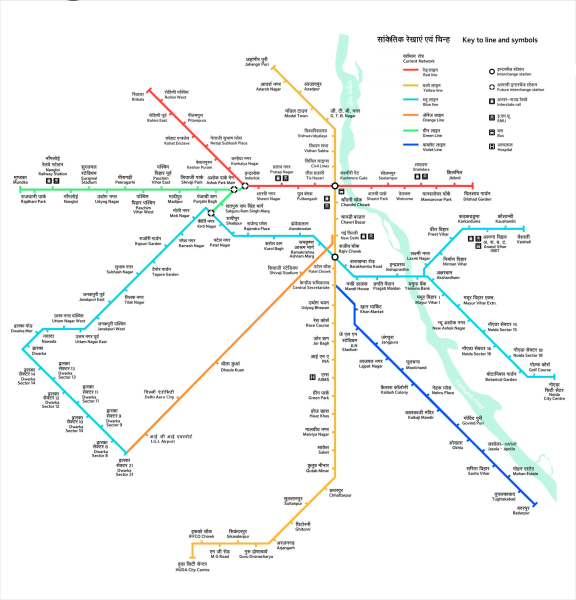 सांकेतिक रेखाएं एवं चिन्ह Key to line and symbols
वर्तमान तंत्र
Current Network
रेड लाइन
Red line
येलो लाइन
Yellow line
ब्लू लाइन
Blue line
ऑरेंज लाइन
Orange Line
ग्रीन लाइन
Green Line
वायलेट लाइन
Violet Line
इन्टरचेंज स्टेशन
Interchange station
Future interchange station
Interstate rail
EMU
बस
Bus
अस्पताल
Hospital
जहांगीर पुरी
Jahangir Puri
आदर्श नगर
Adarsh Nagar
आजादपुर
Azadpur
मॉडल टाउन
Model Town
जी. टी. बी. नगर
G. T. B. Nagar
विश्वविद्यालय
Vishwavidyalaya
विधान सभा
Vidhan Sabha
सिविल लाइन्स
Civil Lines
रिठाला
Rithala
रोहिणी पश्चिम
Rohini West
रोहिणी पूर्व
Rohini East
पीतमपुरा
Pitampura
कोहाट एन्क्लेव
Kohat Enclave
नेताजी सुभाष प्लेस
Netaji Subhash Place
केशवपुरम
Keshav Puram
कन्हैया नगर
Kanhaiya Nagar
इन्द्रलोक
Inderlok
शास्त्री नगर
Shastri Nagar
प्रताप नगर
Pratap Nagar
पुल बंगश
Pulbangash
तीस हजारी
Tis Hazari
कश्मीरी गेट
Kashmere Gate
शास्त्री पार्क
Shastri Park
सीलमपुर
Seelampur
वेलकम
Welcome
शाहदरा
Shahdara
मानसरोवर पार्क
Mansarovar Park
झिलमिल
Jhilmil
दिलशाद गार्डन
Dilshad Garden
मुण्डका
Mundka
राजधानी पार्क
Rajdhani Park
नांगलोई
रेलवे स्टेशन
Nangloi
Railway Station
नांगलोई
Nangloi
सूरजमल
स्टेडियम
Surajmal
Stadium
उद्योग नगर
Udyog Nagar
पीरागढ़ी
Peeragarhi
पश्चिम
विहार पश्चिम
Paschim
Vihar West
पश्चिम
विहार पूर्व
Paschim
Vihar East
मादीपुर
Madipur
शिवाजी पार्क
Shivaji Park
पंजाबी बाग
Punjabi Bagh
अशोक पार्क मेन
Ashok Park Main
सतगुरु राम सिंह मार्ग
Satguru Ram Singh Marg
कीर्ति नगर
Kirti Nagar
मोती नगर
Moti Nagar
रमेश नगर
Ramesh Nagar
राजौरी गार्डन
Rajouri Garden
टैगोर गार्डन
Tagore Garden
सुभाष नगर
Subhash Nagar
तिलक नगर
Tilak Nagar
जनकपुरी पूर्व
Janakpuri East
जनकपुरी पश्चिम
Janakpuri West
उत्तम नगर पूर्व
Uttam Nagar East
उत्तम नगर पश्चिम
Uttam Nagar West
नवादा
Nawada
द्वारका मोड़
Dwarka Mor
द्वारका
Dwarka
द्वारका
सेक्टर 14
Dwarka
Sector 14
द्वारका
सेक्टर 13
Dwarka
Sector 13
द्वारका
सेक्टर 12
Dwarka
Sector 12
द्वारका
सेक्टर 11
Dwarka
Sector 11
द्वारका
सेक्टर 10
Dwarka
Sector 10
द्वारका
सेक्टर 9
Dwarka
Sector 9
द्वारका
सेक्टर 8
Dwarka
Sector 8
द्वारका
सेक्टर 21
Dwarka
Sector 21
शादीपुर
Shadipur
पटेल नगर
Patel Nagar
राजेन्द्र प्लेस
Rajendra Place
करोल बाग
Karol Bagh
झंडेवालान
Jhandewalan
Ramakrishna
Ashram Marg
चाँदनी चौक
Chandni Chowk
चावड़ी बाजार
Chawri Bazar
नई दिल्ली
New Delhi
राजीव चौक
Rajiv Chowk
बाराखम्बा रोड
Barakhamba Road
मण्डी हाउस
Mandi House
प्रगति मैदान
Pragati Maidan
इन्द्रप्रस्थ
Indraprastha
यमुना बैंक
Yamuna Bank
लक्ष्मी नगर
Laxmi Nagar
निर्माण विहार
Nirman Vihar
प्रीत विहार
Preet Vihar
कड़कड़डूमा
Karkarduma
आनन्द विहार
Anand Vihar
ISBT
कौशाम्बी
Kaushambi
वैशाली
Vaishali
अक्षरधाम
Akshardham
मयूर विहार I
Mayur Vihar I
मयूर विहार एक्स.
Mayur Vihar Extn.
न्यू अशोक नगर
New Ashok Nagar
नोएडा सेक्टर 15
Noida Sector 15
नोएडा सेक्टर 16
Noida Sector 16
नोएडा सेक्टर 18
Noida Sector 18
बोटानिकल गार्डन
Botanical Garden
गोल्फ कोर्स
Golf Course
नोएडा
सिटी सेंटर
Noida
City Centre
शिवाजी स्टेडियम
Shivaji Stadium
पटेल चौक
Patel Chowk
केन्द्रीय सचिवालय
Central Secretariat
उद्योग भवन
Udyog Bhawan
रेस कोर्स
Race Course
जोर बाग
Jor Bagh
आई एन ए
INA
एम्स
AIIMS
ग्रीन पार्क
Green Park
हौज खास
Hauz Khas
मालवीय नगर
Malviya Nagar
साकेत
Saket
कुतुब मीनार
Qutab Minar
छतरपुर
Chhattarpur
सुल्तानपुर
Sultanpur
घिटोरनी
Ghitorni
अरजनगढ़
Arjangarh
गुरु द्रोणाचार्य
Guru Dronacharya
सिकंदरपुर
Sikanderpur
एम जी रोड
M G Road
इफको चौक
IFFCO Chowk
हुडा सिटी सेन्टर
HUDA City Centre
धौला कुआं
Dhaula Kuan
दिल्ली ऐरोसिटी
Delhi Aero City
आई जी आई एयरपोर्ट
I.G.I. Airport
खान मार्किट
Khan Market
जे एल एन
स्टेडियम
JLN
Stadium
जंगपुरा
Jangpura
लाजपत नगर
Lajpat Nagar
मूलचन्द
Moolchand
कैलाश कॉलोनी
Kailash Colony
नेहरू प्लेस
Nehru Place
कालकाजी मंदिर
Kalkaji Mandir
गोविंद पुरी
Govind Puri
ओखला
Okhla
जसोला - अपोलो
Jasola - Apollo
सरिता विहार
Sarita Vihar
मोहन एस्टेट
Mohan Estate
तुगलकाबाद
Tughlakabad
बदरपुर
Badarpur